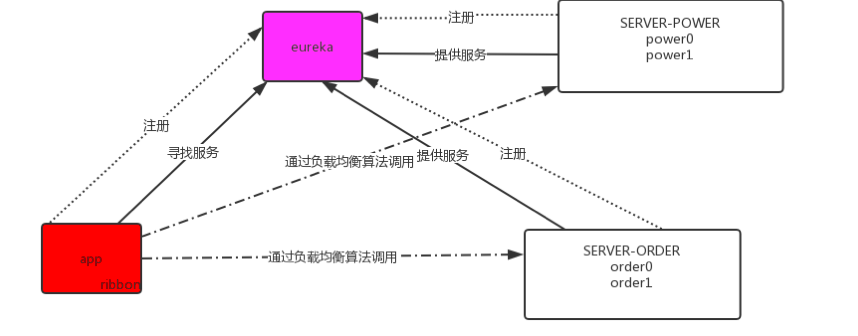 注册
SERVER-POWER
power0
power1
eureka
提供服务
注册
寻找服务
通过负载均衡算法调用
提供服务
注册
app
ribbon
通过负载均衡算法调用
SERVER-ORDER
order0
order1